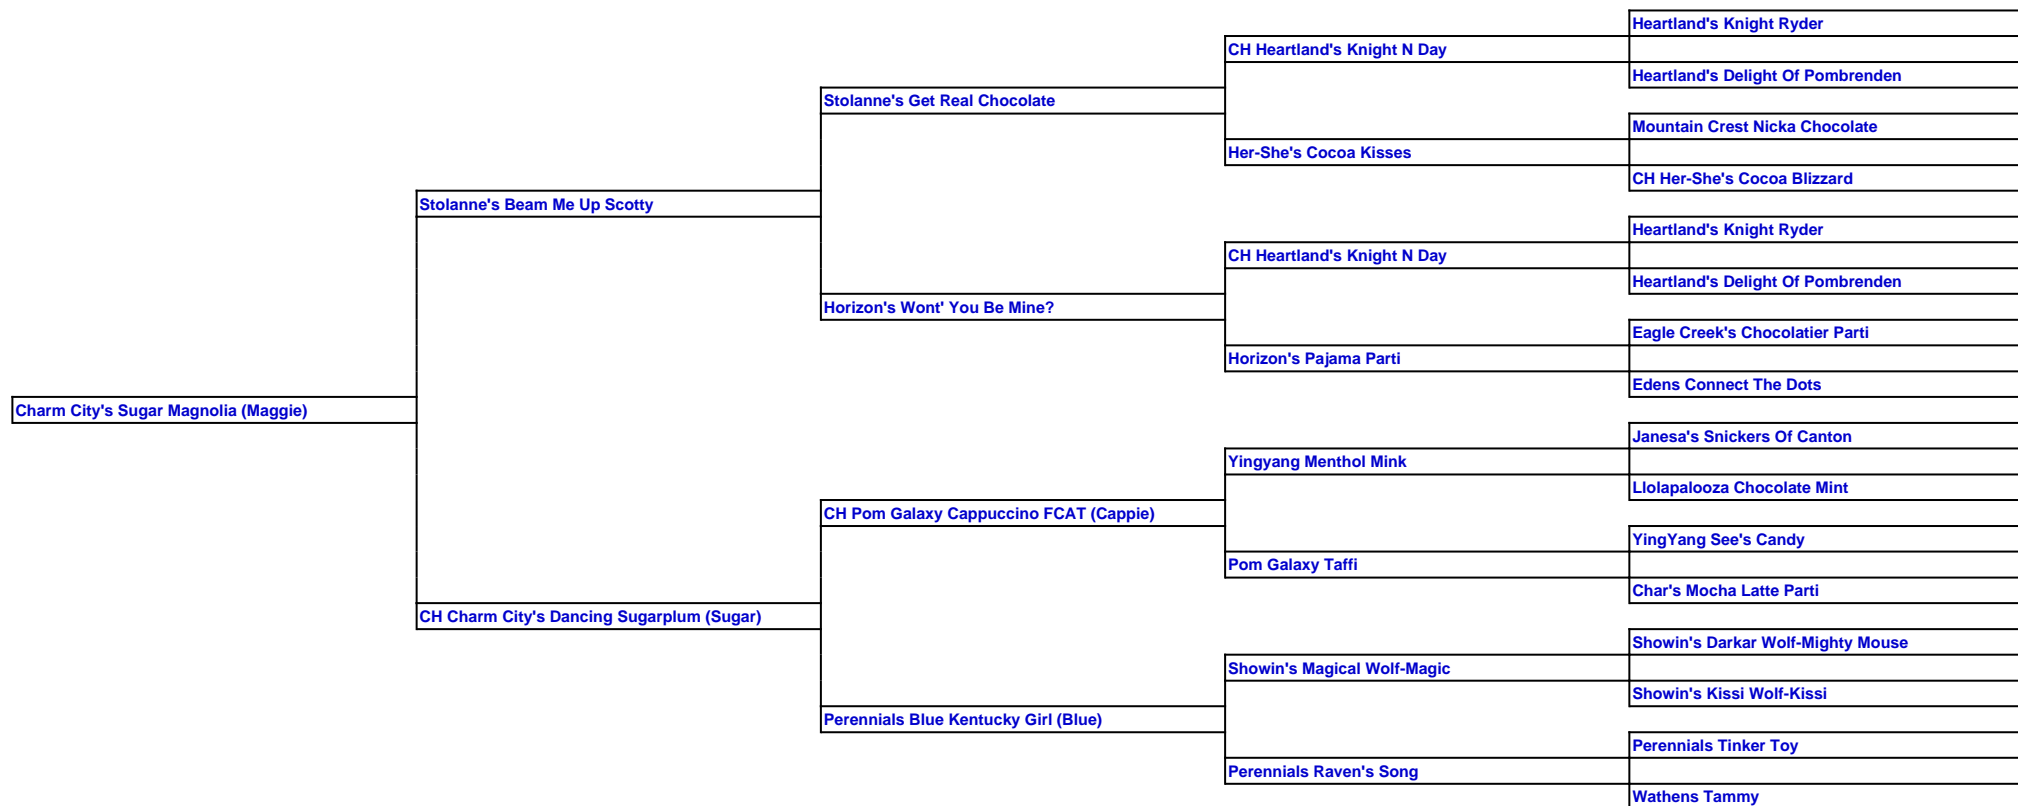 Heartland's Knight Ryder
CH Heartland's Knight N Day
Heartland's Delight Of Pombrenden
Stolanne's Get Real Chocolate
Mountain Crest Nicka Chocolate
Her-She's Cocoa Kisses
CH Her-She's Cocoa Blizzard
Stolanne's Beam Me Up Scotty
Heartland's Knight Ryder
CH Heartland's Knight N Day
Heartland's Delight Of Pombrenden
Horizon's Wont' You Be Mine?
Eagle Creek's Chocolatier Parti
Horizon's Pajama Parti
Edens Connect The Dots
Charm City's Sugar Magnolia (Maggie)
Janesa's Snickers Of Canton
Yingyang Menthol Mink
Llolapalooza Chocolate Mint
CH Pom Galaxy Cappuccino FCAT (Cappie)
YingYang See's Candy
Pom Galaxy Taffi
Char's Mocha Latte Parti
CH Charm City's Dancing Sugarplum (Sugar)
Showin's Darkar Wolf-Mighty Mouse
Showin's Magical Wolf-Magic
Showin's Kissi Wolf-Kissi
Perennials Blue Kentucky Girl (Blue)
Perennials Tinker Toy
Perennials Raven's Song
Wathens Tammy